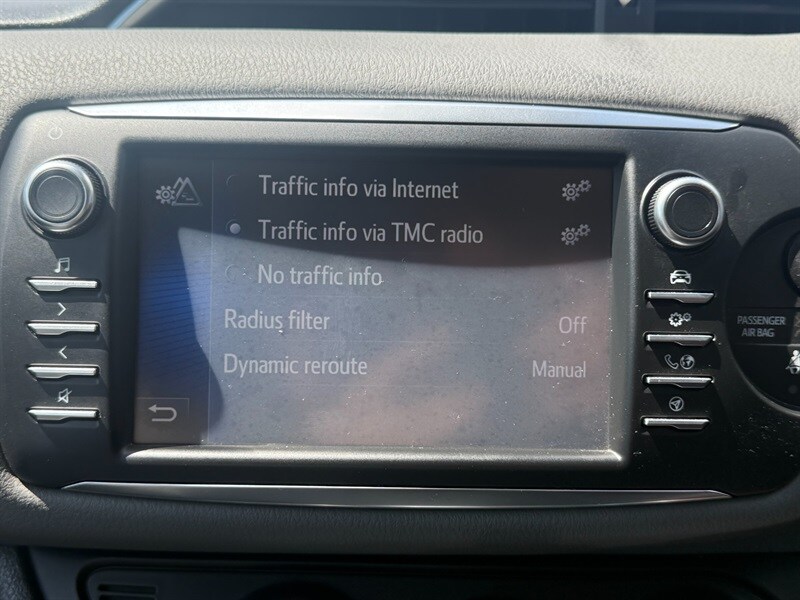 Traffic info via Internet
Traffic info via TMC radio
No traffic info
Radius filter Off
Dynamic reroute Manual
PASSENGER
AIR BAG